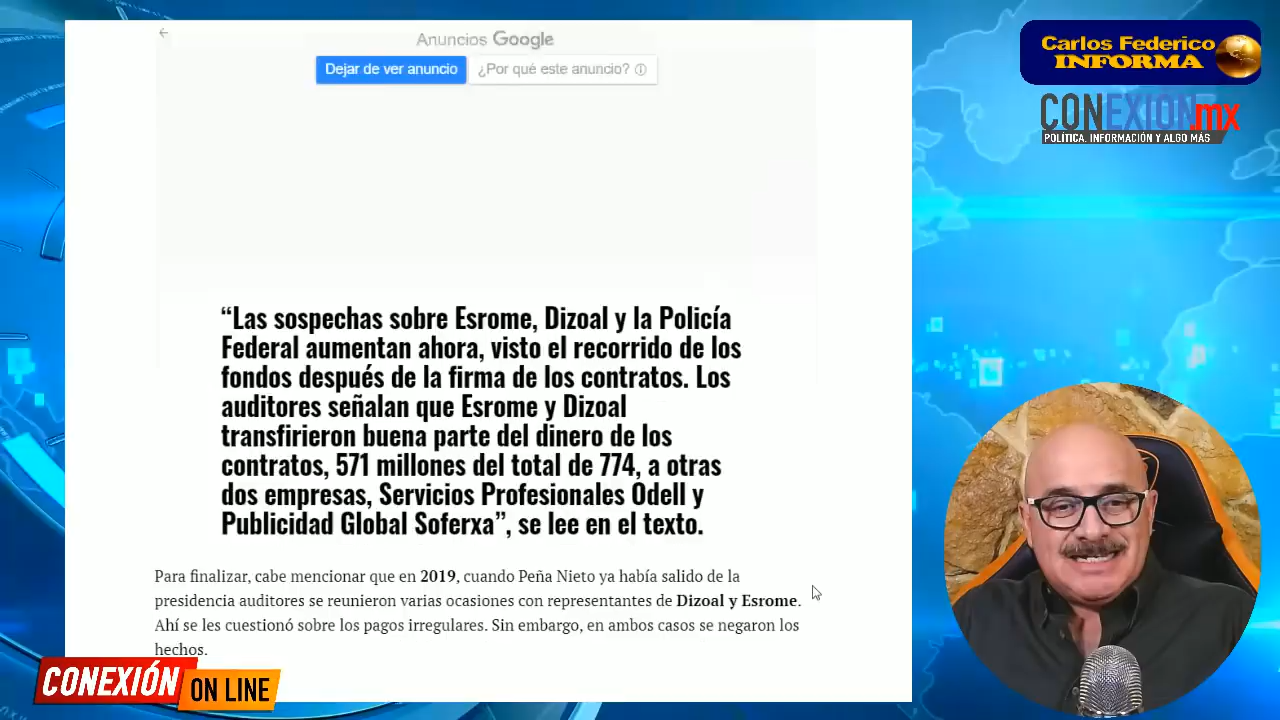 Anuncios Google
Dejar de ver anuncio
¿Por qué este anuncio?
Carlos Federico
INFORMA
CONEXIÓN.mx
POLÍTICA, INFORMACIÓN Y ALGO MÁS
“Las sospechas sobre Esrome, Dizoal y la Policía
Federal aumentan ahora, visto el recorrido de los
fondos después de la firma de los contratos. Los
auditores señalan que Esrome y Dizoal
transfirieron buena parte del dinero de los
contratos, 571 millones del total de 774, a otras
dos empresas, Servicios Profesionales Odell y
Publicidad Global Soferxa”, se lee en el texto.
Para finalizar, cabe mencionar que en 2019, cuando Peña Nieto ya había salido de la
presidencia auditores se reunieron varias ocasiones con representantes de Dizoal y Esrome.
Ahí se les cuestionó sobre los pagos irregulares. Sin embargo, en ambos casos se negaron los
hechos.
CONEXIÓN
ON LINE